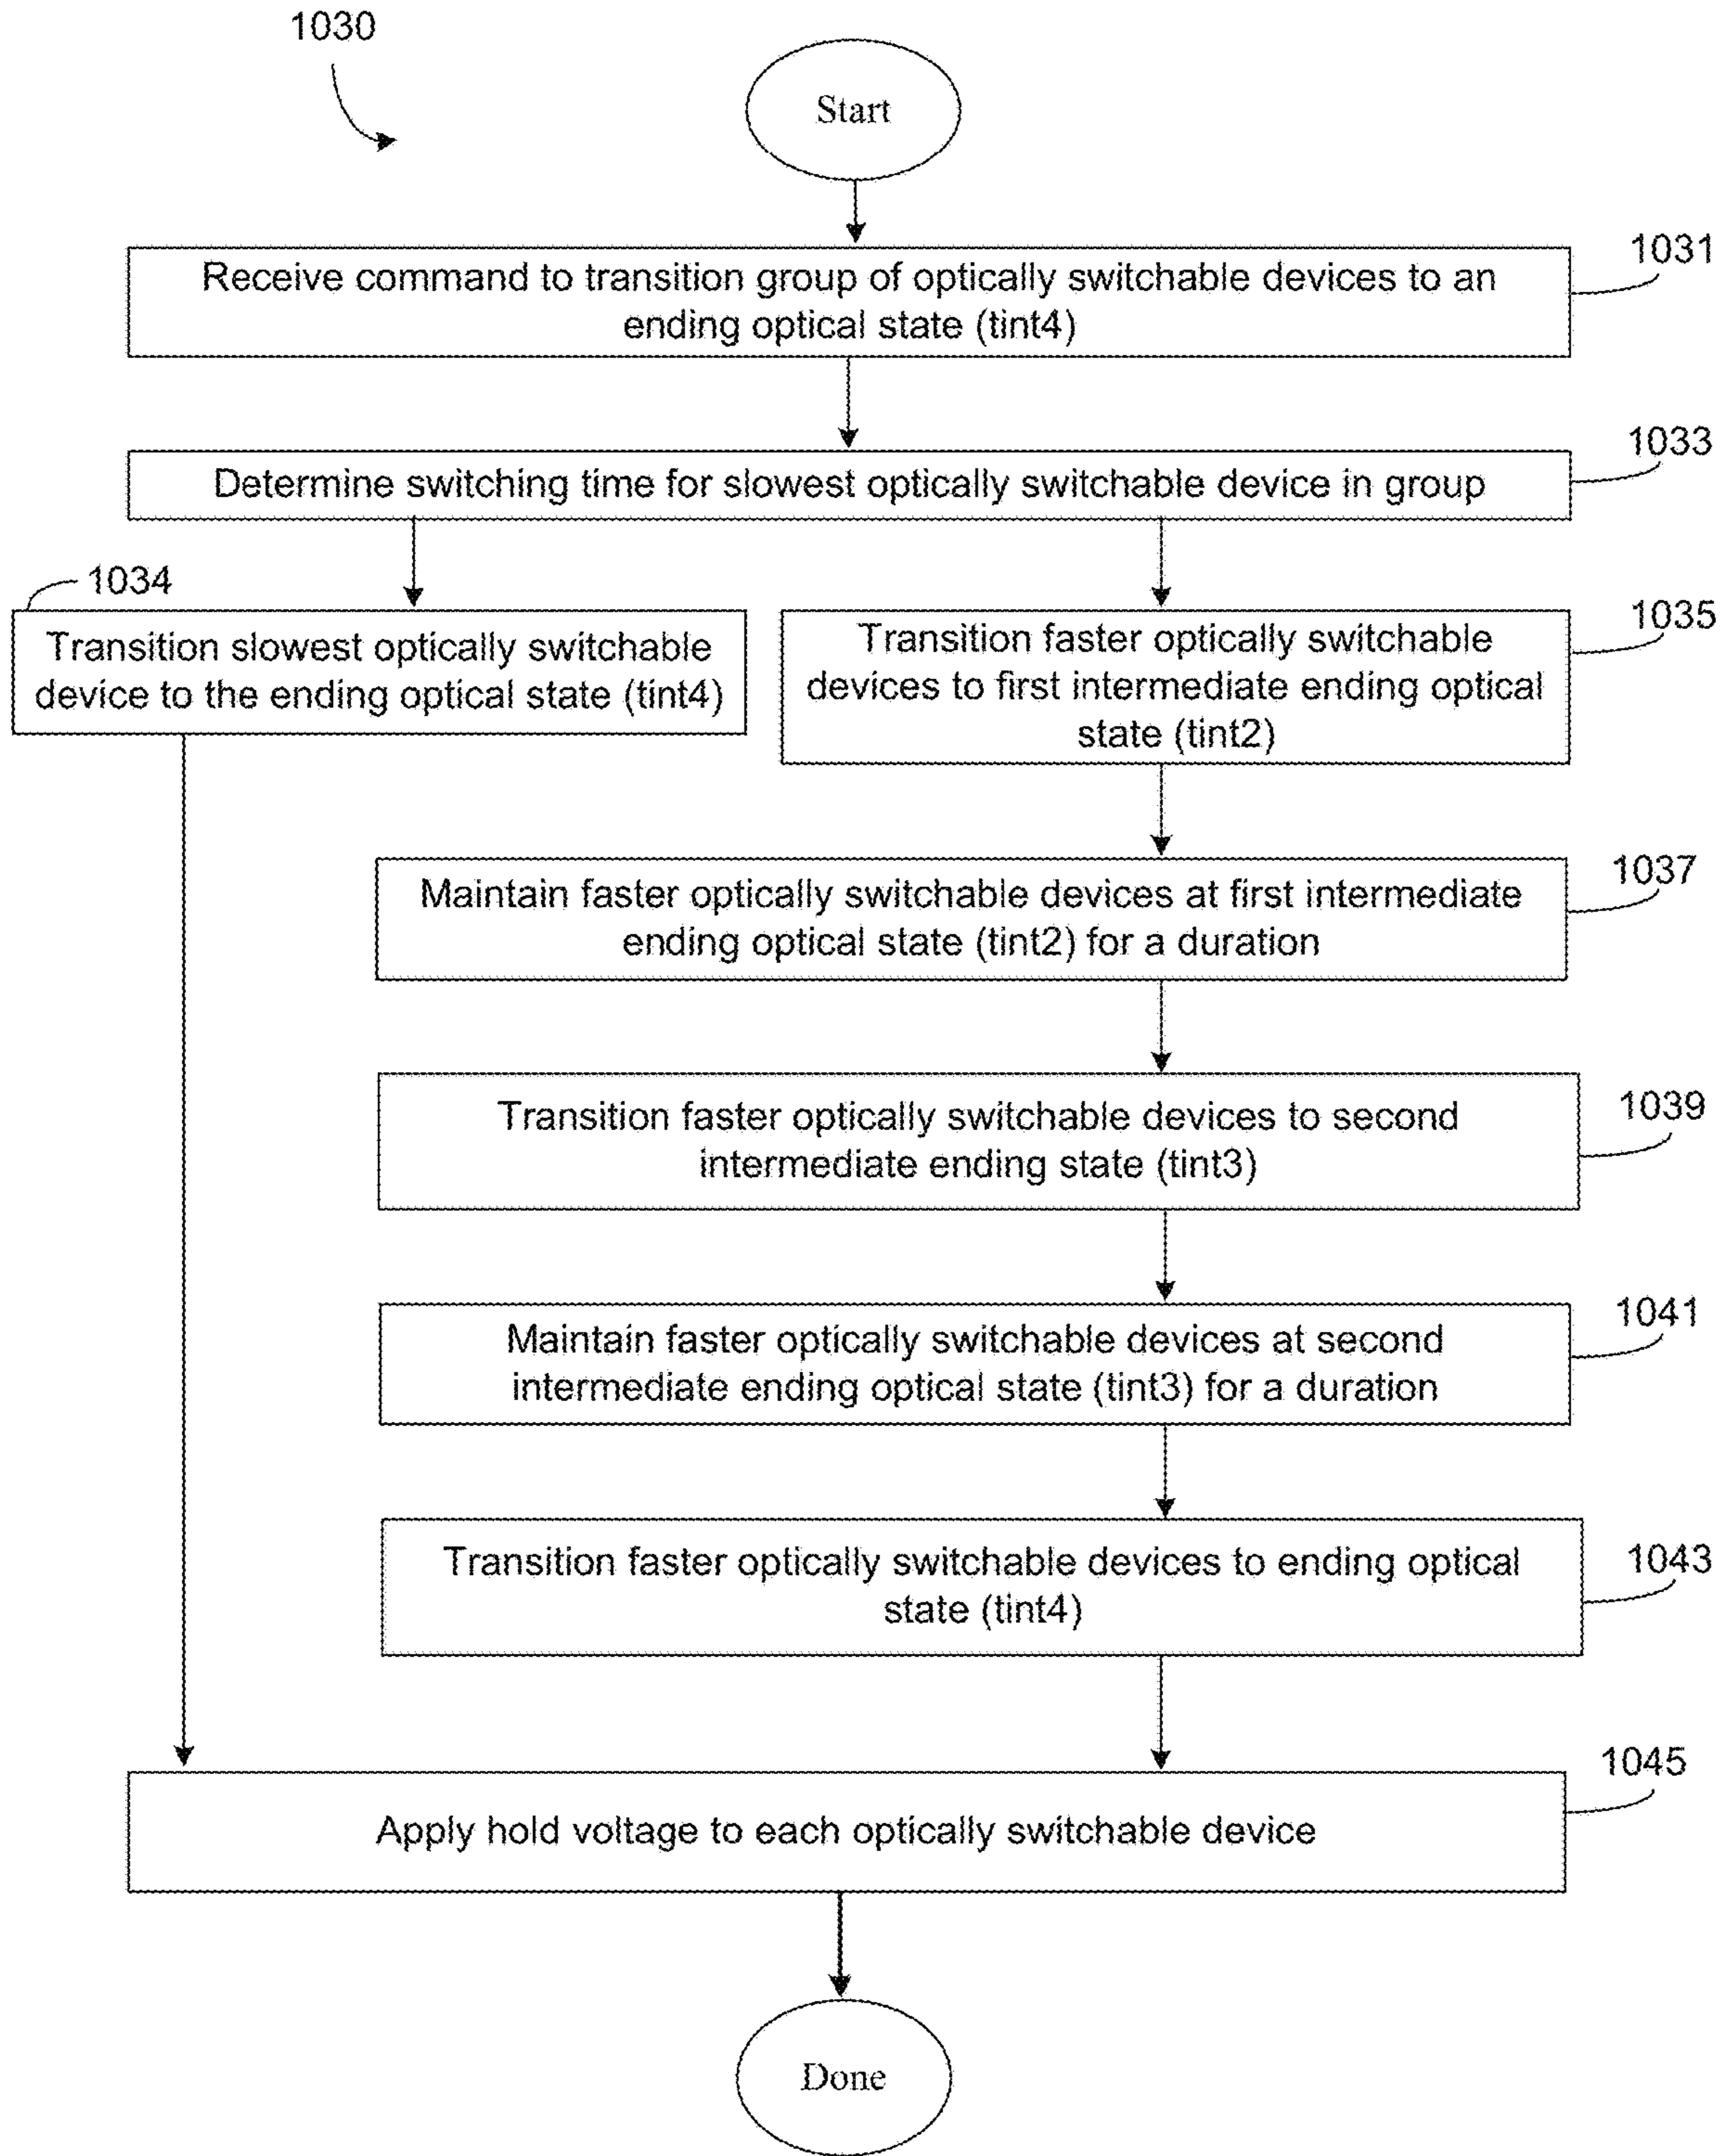 1030
Start
1031
Receive command to transition group of optically switchable devices to an
ending optical state (tint4)
1033
Determine switching time for slowest optically switchable device in group
1034
Transition slowest optically switchable
device to the ending optical state (tint4)
1035
Transition faster optically switchable
devices to first intermediate ending optical
state (tint2)
1037
Maintain faster optically switchable devices at first intermediate
ending optical state (tint2) for a duration
1039
Transition faster optically switchable devices to second
intermediate ending state (tint3)
1041
Maintain faster optically switchable devices at second
intermediate ending optical state (tint3) for a duration
1043
Transition faster optically switchable devices to ending optical
state (tint4)
1045
Apply hold voltage to each optically switchable device
Done